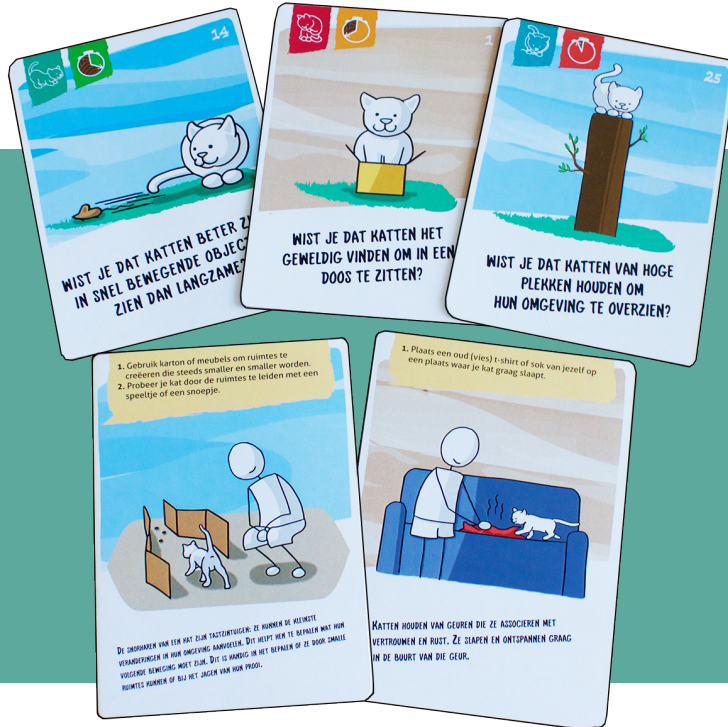 14
WIST JE DAT KATTEN BETER
IN SNEL BEWEGENDE
ZIEN DAN
1
WIST JE DAT KATTEN HET
GEWELDIG VINDEN OM IN EEN
DOOS TE ZITTEN?
25
WIST JE DAT KATTEN VAN HOGE
PLEKKEN HOUDEN OM
HUN OMGEVING TE OVERZIEN?
1. Gebruik karton of meubels om ruimtes te
creëeren die steeds smaller en smaller worden.
2. Probeer je kat door de ruimtes te leiden met een
speeltje of een snoepje.
DE SNORHAREN VAN EEN KAT ZIJN TASTZINTUIGEN: ZE KUNNEN DE KLEINSTE
VERANDERINGEN IN HUN OMGEVING AANVOELEN. DIT HELPT HEN TE BEPALEN WAT HUN
VOLGENDE BEWEGING MOET ZIJN. DIT IS HANDIG IN HET BEPALEN OF ZE DOOR SMALLE
RUIMTES KUNNEN OF BIJ HET JAGEN VAN HUN PROOI.
1. Plaats een oud (vies) t-shirt of sok van jezelf op
een plaats waar je kat graag slaapt.
KATTEN HOUDEN VAN GEUREN DIE ZE ASSOCIEREN MET
VERTROUWEN EN RUST. ZE SLAPEN EN ONTSPANNEN GRAAG
IN DE BUURT VAN DIE GEUR.